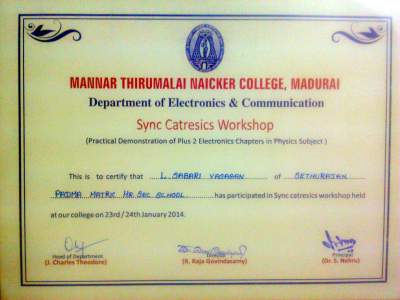 MANNAR THIRUMALAI NAICKER COLLEGE, MADURAI
Department of Electronics & Communication
Sync Catresics Workshop
(Practical Demonstration of Plus 2 Electronics Chapters in Physics Subject )
This is to certify that L. SABARI VASAGAN of SETHURAJAN
PADMA MATRIC HR.SEC SCHOOL has participated in Sync catresics workshop held
at our college on 23rd / 24th January 2014.
Head of Department
(J. Charles Theodore)
Director
(R. Raja Govindasamy)
Principal
(Dr. S. Nehru)